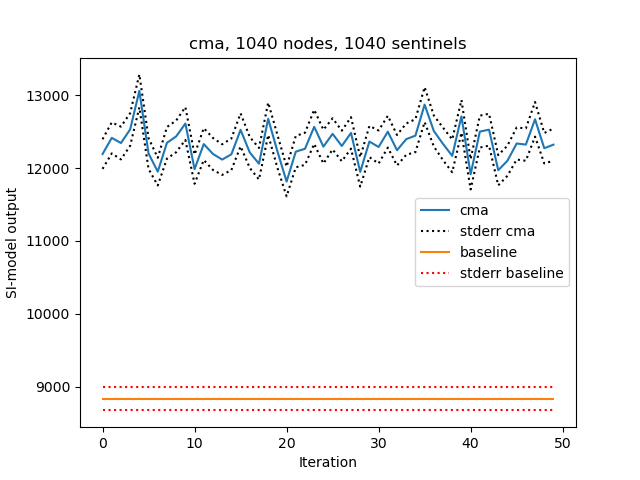 cma, 1040 nodes, 1040 sentinels
13000
12000
11000
10000
9000
SI-model output
cma
stderr cma
baseline
stderr baseline
0
10
20
30
40
50
Iteration